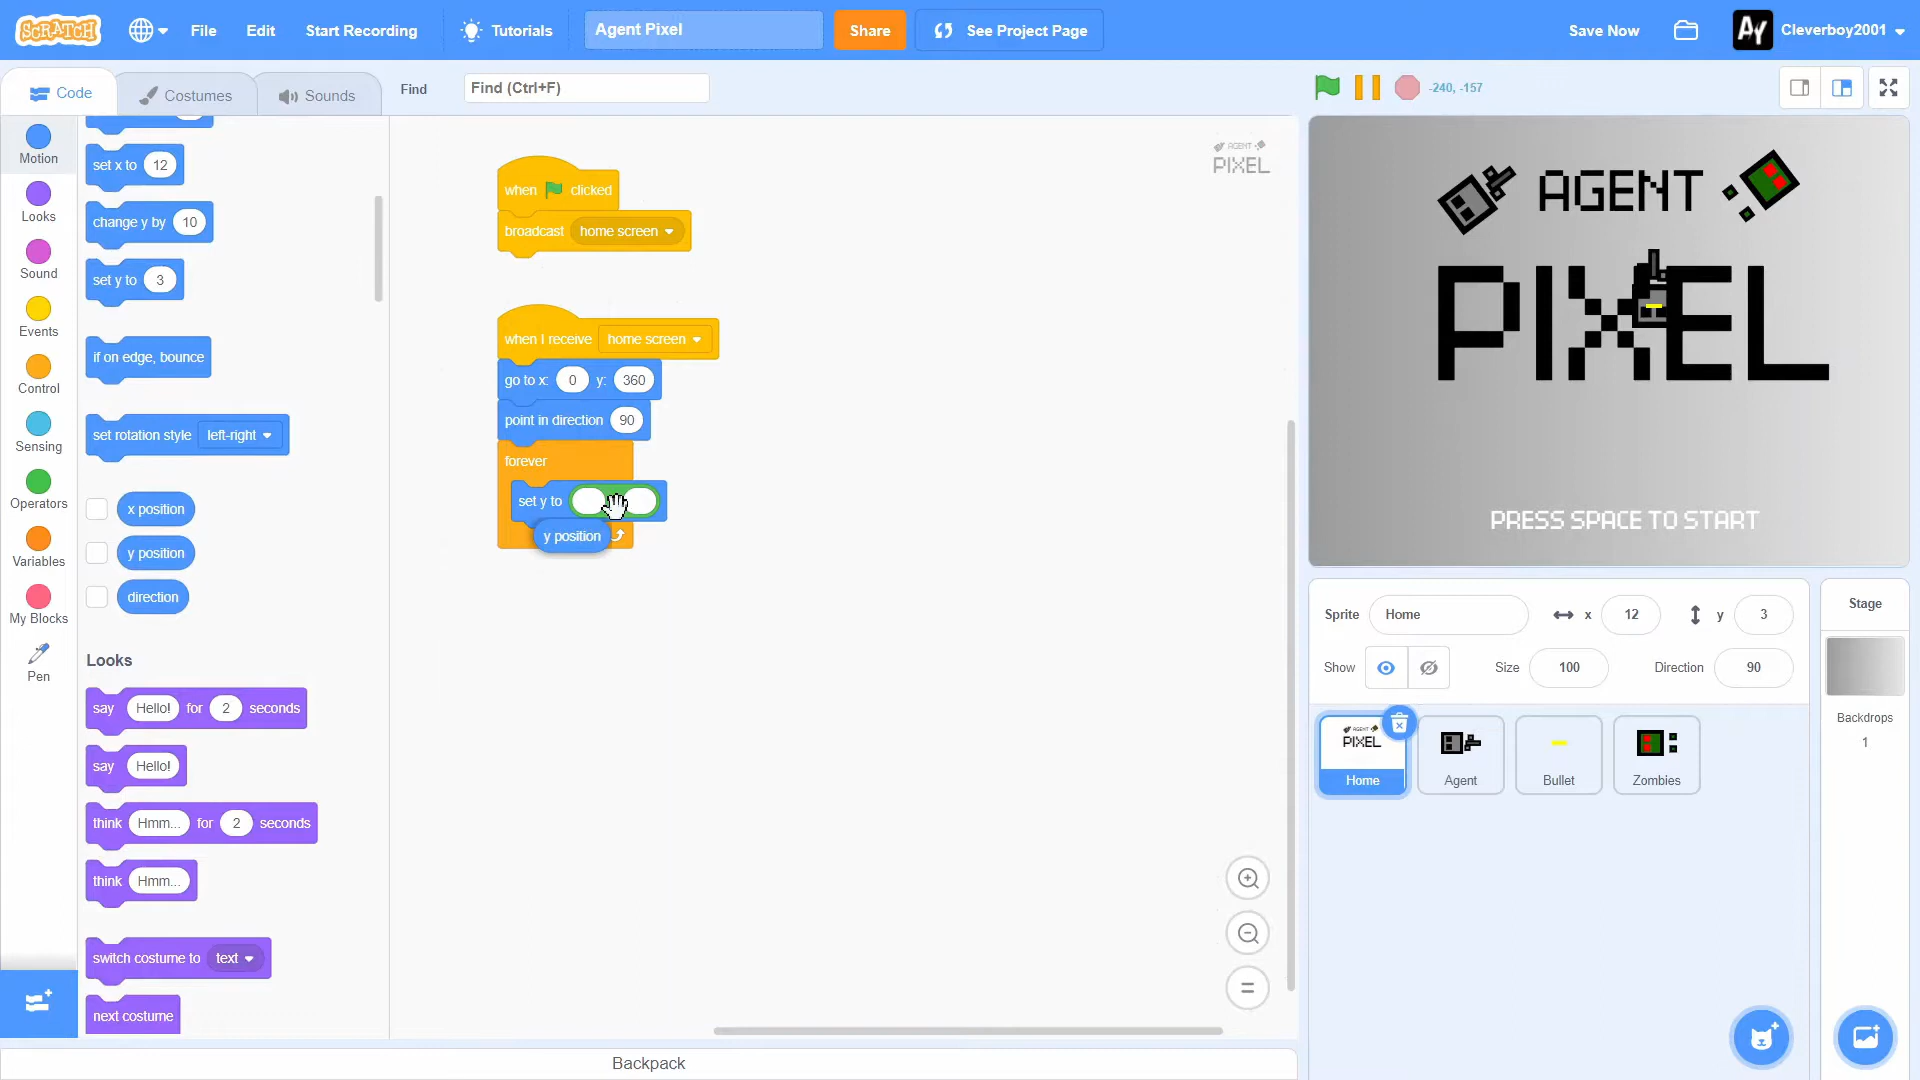 SCRATCH
File
Edit
Start Recording
Tutorials
Agent Pixel
Share
See Project Page
Save Now
Ay
Cleverboy2001
Code
Costumes
Sounds
Find
Find (Ctrl+F)
-240, -157
Motion
Looks
Sound
Events
Control
Sensing
Operators
Variables
My Blocks
Pen
set x to 12
change y by 10
set y to 3
if on edge, bounce
set rotation style left-right
x position
y position
direction
Looks
say Hello! for 2 seconds
say Hello!
think Hmm... for 2 seconds
think Hmm...
switch costume to text
next costume
when clicked
broadcast home screen
when I receive home screen
go to x: 0 y: 360
point in direction 90
forever
set y to
y position
AGENT
PIXEL
AGENT
PIXEL
PRESS SPACE TO START
Sprite Home x 12 y 3
Show Size 100 Direction 90
AGENT
PIXEL
Home
Agent
Bullet
Zombies
Stage
Backdrops
1
Backpack